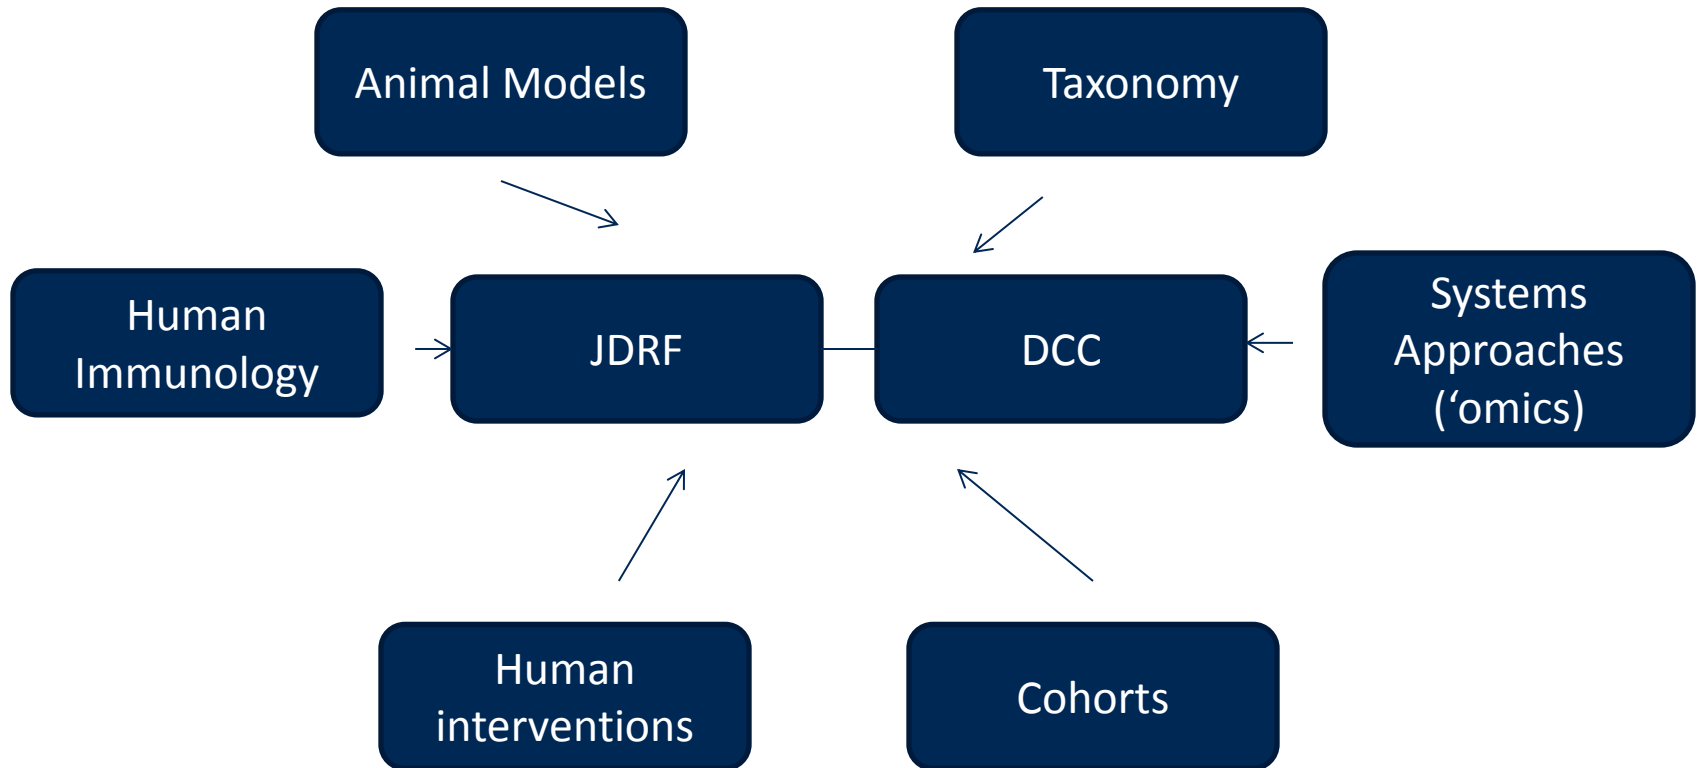 Animal Models
Taxonomy
Human
Immunology
JDRF
DCC
Systems
Approaches
(‘omics)
Human
interventions
Cohorts